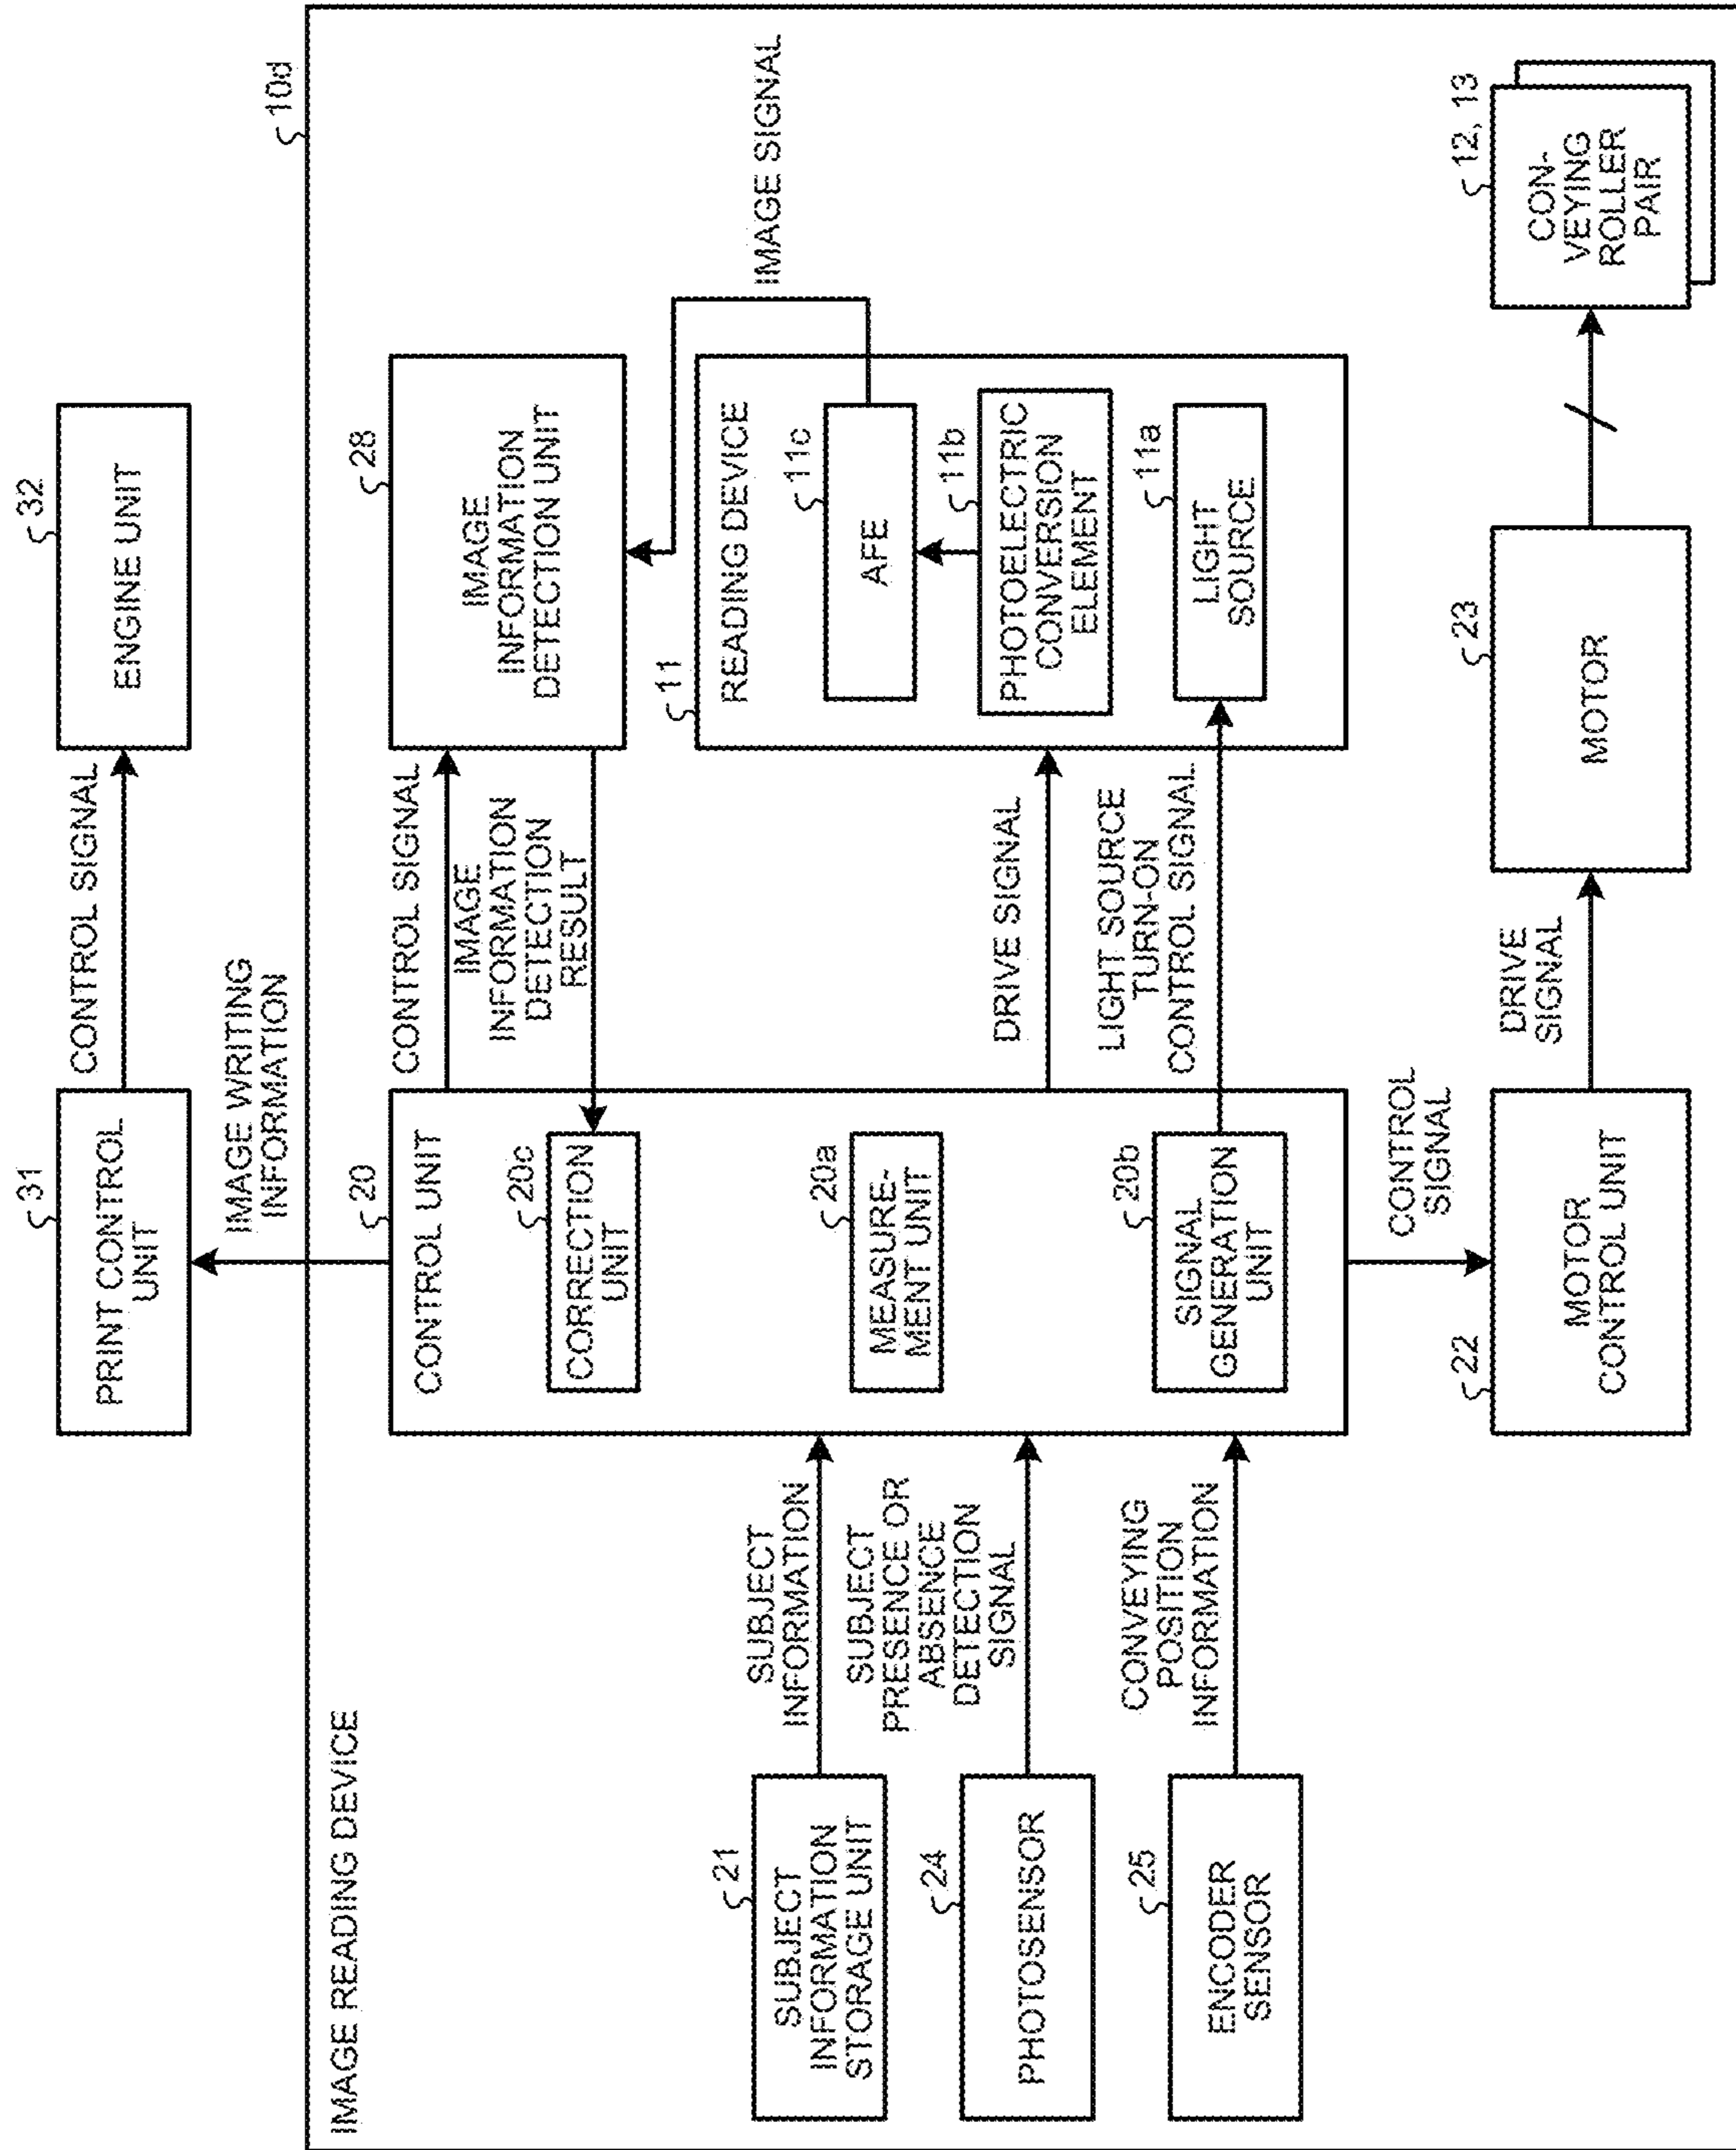 31
PRINT CONTROL
UNIT
CONTROL SIGNAL
32
ENGINE UNIT
IMAGE WRITING
INFORMATION
10d
IMAGE READING DEVICE
20
CONTROL UNIT
20c
CORRECTION
UNIT
20a
MEASURE-
MENT UNIT
20b
SIGNAL
GENERATION
UNIT
CONTROL SIGNAL
IMAGE
INFORMATION
DETECTION
RESULT
28
IMAGE
INFORMATION
DETECTION UNIT
IMAGE SIGNAL
11
READING DEVICE
11c
AFE
11b
PHOTOELECTRIC
CONVERSION
ELEMENT
11a
LIGHT
SOURCE
DRIVE SIGNAL
LIGHT SOURCE
TURN-ON
CONTROL SIGNAL
21
SUBJECT
INFORMATION
STORAGE UNIT
SUBJECT
INFORMATION
24
PHOTOSENSOR
SUBJECT
PRESENCE OR
ABSENCE
DETECTION
SIGNAL
25
ENCODER
SENSOR
CONVEYING
POSITION
INFORMATION
CONTROL
SIGNAL
22
MOTOR
CONTROL UNIT
DRIVE
SIGNAL
23
MOTOR
12, 13
CON-
VEYING
ROLLER
PAIR